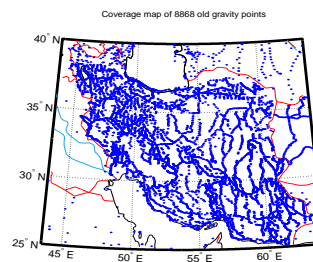 Coverage map of 8868 old gravity points
40° N
35° N
30° N
25° N
45° E
50° E
55° E
60° E